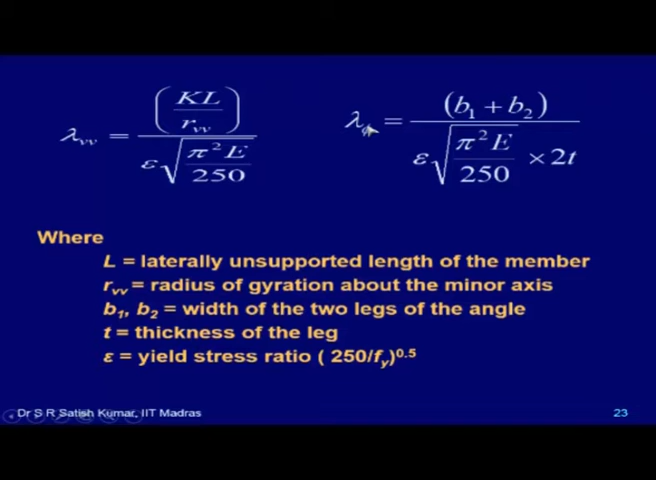 λvv = (KL / rvv) / (ε √(π²E / 250))
λ = (b₁ + b₂) / (ε √(π²E / 250) × 2t)
Where
L = laterally unsupported length of the member
rvv = radius of gyration about the minor axis
b₁, b₂ = width of the two legs of the angle
t = thickness of the leg
ε = yield stress ratio ( 250/fy)⁰·⁵
Dr S R Satish Kumar, IIT Madras
23